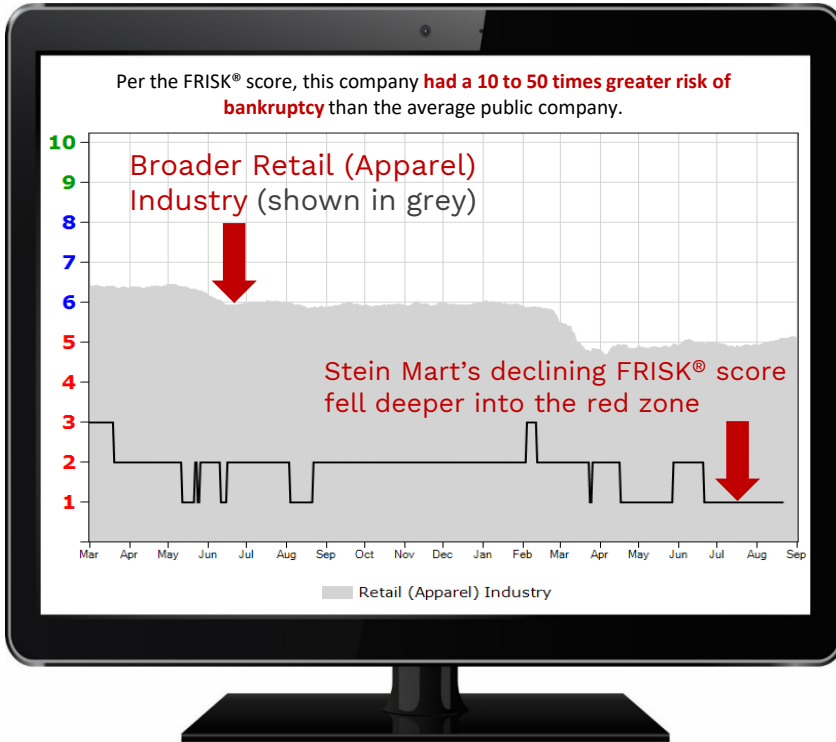 Per the FRISK® score, this company had a 10 to 50 times greater risk of
bankruptcy than the average public company.
10
Broader Retail (Apparel)
9
Industry (shown in grey)
8
7
6
5
Stein Mart’s declining FRISK® score
4
fell deeper into the red zone
3
2
1
Mar Apr May Jun Jul Aug Sep Oct Nov Dec Jan Feb Mar Apr May Jun Jul Aug Sep
Retail (Apparel) Industry